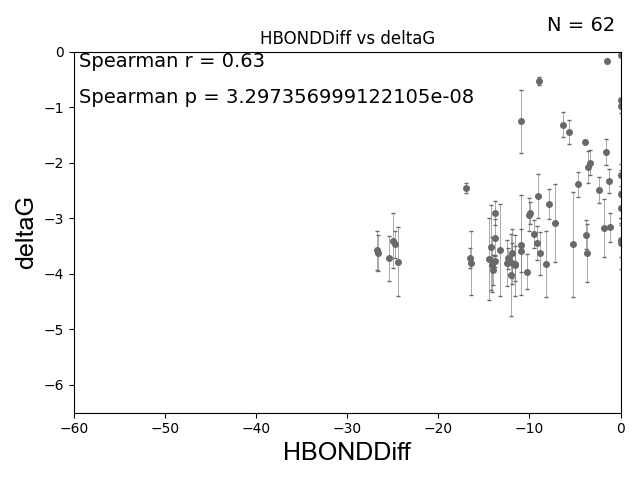 N = 62
HBONDDiff vs deltaG
Spearman r = 0.63
Spearman p = 3.297356999122105e-08
deltaG
0
−1
−2
−3
−4
−5
−6
−60 −50 −40 −30 −20 −10 0
HBONDDiff